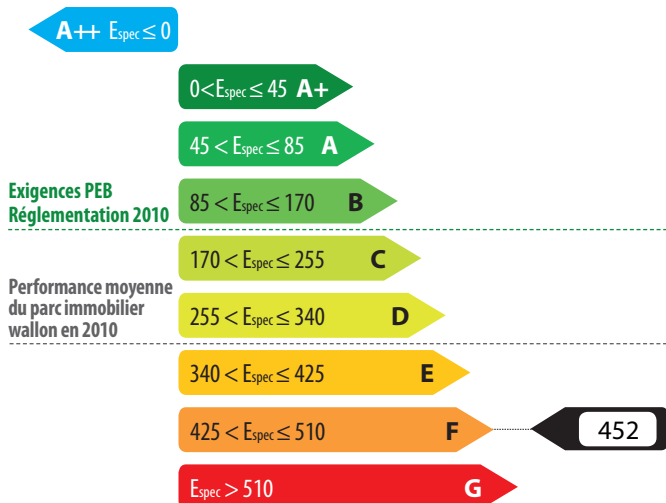 A++ Espec ≤ 0
0 < Espec ≤ 45 A+
45 < Espec ≤ 85 A
Exigences PEB
Réglementation 2010
85 < Espec ≤ 170 B
170 < Espec ≤ 255 C
Performance moyenne
du parc immobilier
wallon en 2010
255 < Espec ≤ 340 D
340 < Espec ≤ 425 E
425 < Espec ≤ 510 F
452
Espec > 510 G